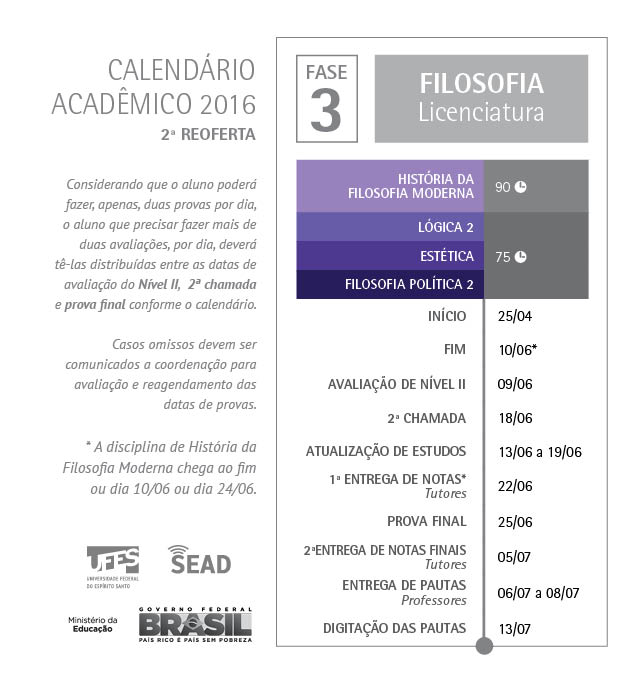 CALENDÁRIO
ACADÊMICO 2016
2ª REOFERTA
Considerando que o aluno poderá
fazer, apenas, duas provas por dia,
o aluno que precisar fazer mais de
duas avaliações, por dia, deverá
tê-las distribuídas entre as datas de
avaliação do Nível II, 2ª chamada
e prova final conforme o calendário.
Casos omissos devem ser
comunicados a coordenação para
avaliação e reagendamento das
datas de provas.
* A disciplina de História da
Filosofia Moderna chega ao fim
ou dia 10/06 ou dia 24/06.
UFES
UNIVERSIDADE FEDERAL
DO ESPÍRITO SANTO
SEAD
Ministério da
Educação
GOVERNO FEDERAL
BRASIL
PAÍS RICO É PAÍS SEM POBREZA
FASE
3
FILOSOFIA
Licenciatura
HISTÓRIA DA
FILOSOFIA MODERNA 90
LÓGICA 2
ESTÉTICA 75
FILOSOFIA POLÍTICA 2
INÍCIO 25/04
FIM 10/06*
AVALIAÇÃO DE NÍVEL II 09/06
2ª CHAMADA 18/06
ATUALIZAÇÃO DE ESTUDOS 13/06 a 19/06
1ª ENTREGA DE NOTAS* 22/06
Tutores
PROVA FINAL 25/06
2ªENTREGA DE NOTAS FINAIS 05/07
Tutores
ENTREGA DE PAUTAS 06/07 a 08/07
Professores
DIGITAÇÃO DAS PAUTAS 13/07